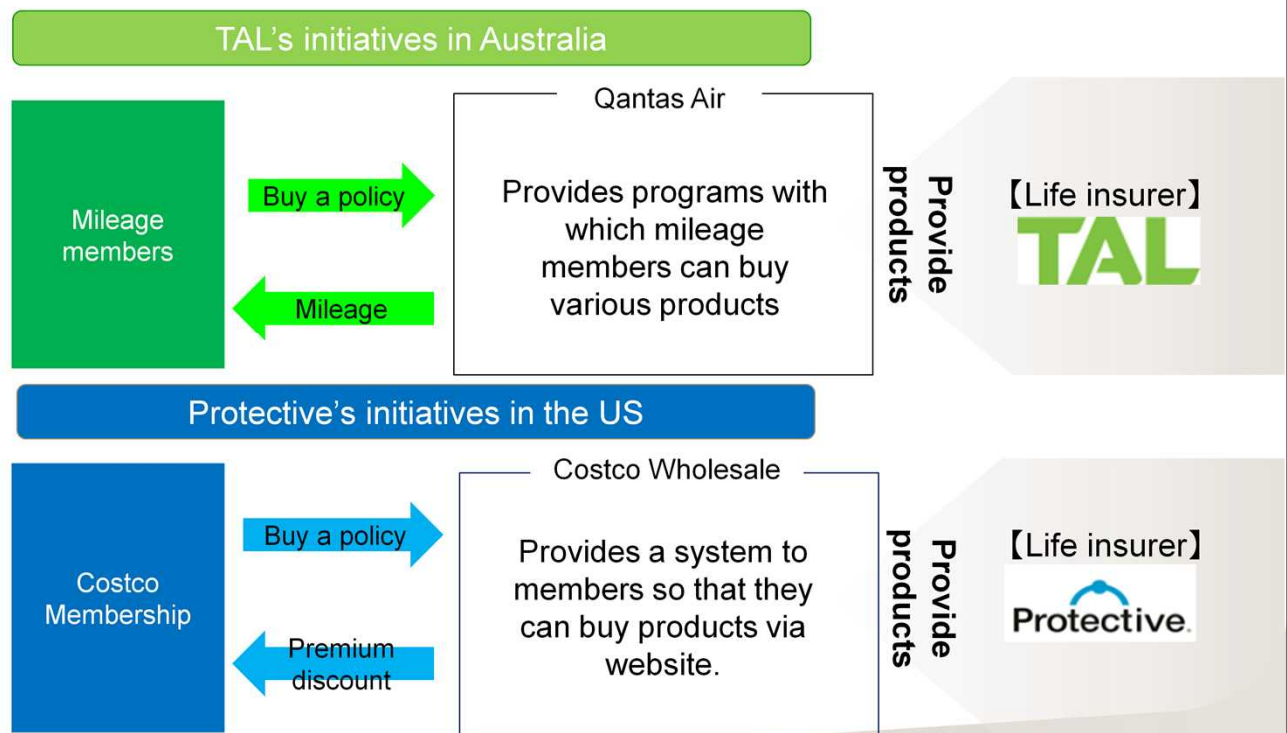 TAL’s initiatives in Australia
Mileage
members
Buy a policy
Mileage
Qantas Air
Provides programs with
which mileage
members can buy
various products
Provide
products
【Life insurer】
TAL
Protective’s initiatives in the US
Costco
Membership
Buy a policy
Premium
discount
Costco Wholesale
Provides a system to
members so that they
can buy products via
website.
Provide
products
【Life insurer】
Protective.